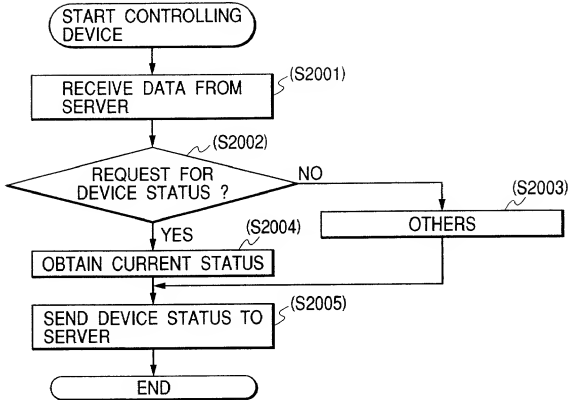 START CONTROLLING
DEVICE
(S2001)
RECEIVE DATA FROM
SERVER
(S2002)
REQUEST FOR
DEVICE STATUS ?
NO
(S2003)
OTHERS
YES
(S2004)
OBTAIN CURRENT STATUS
(S2005)
SEND DEVICE STATUS TO
SERVER
END